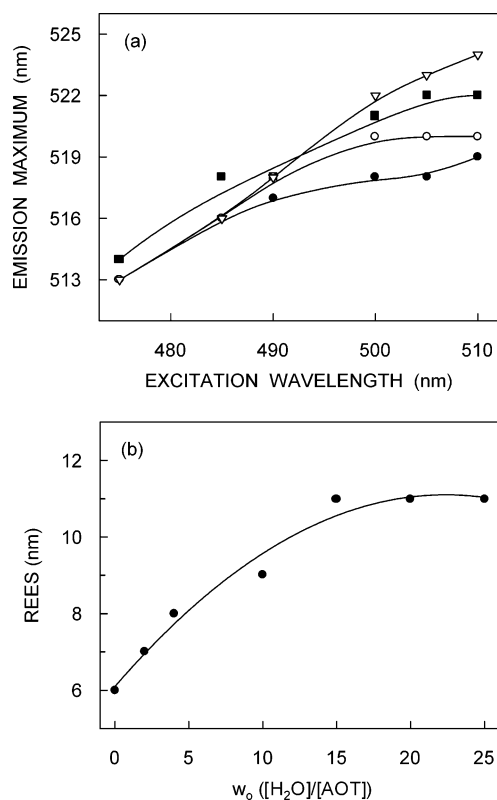 (a)
EMISSION MAXIMUM (nm)
525
522
519
516
513
480 490 500 510
EXCITATION WAVELENGTH (nm)
(b)
REES (nm)
12
10
8
6
0 5 10 15 20 25
wₒ ([H₂O]/[AOT])